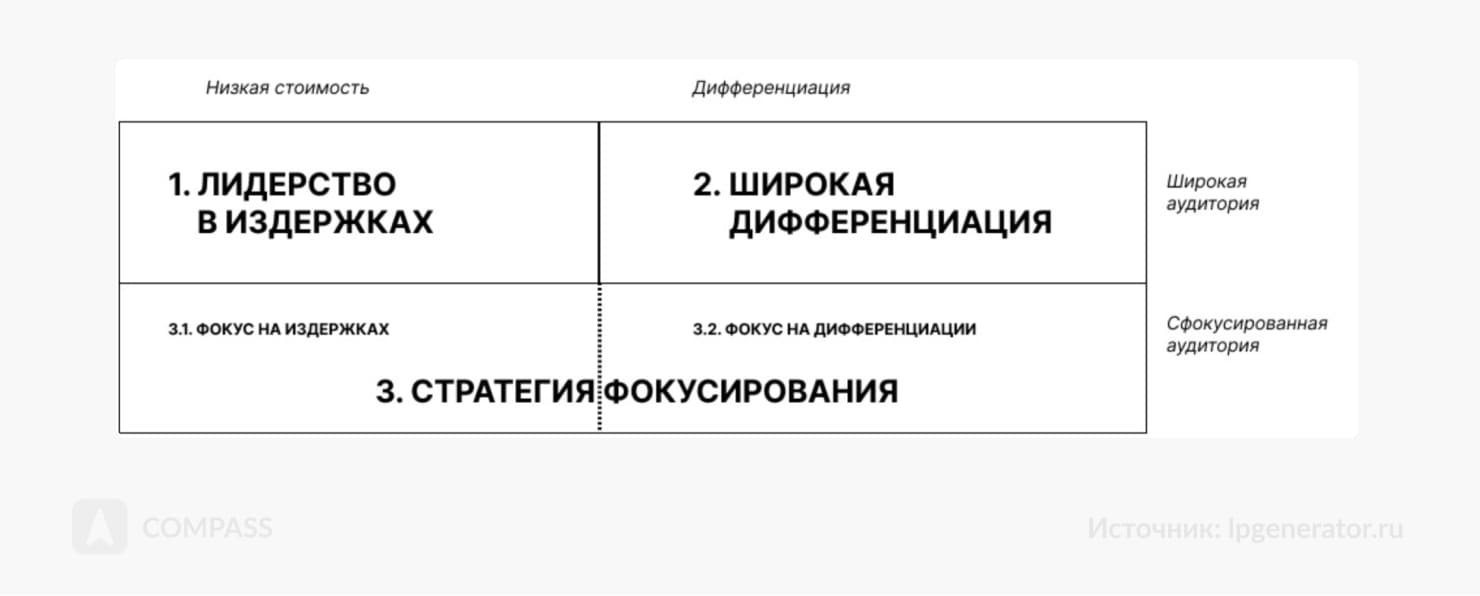 Низкая стоимость
Дифференциация
1. ЛИДЕРСТВО
В ИЗДЕРЖКАХ
2. ШИРОКАЯ
ДИФФЕРЕНЦИАЦИЯ
Широкая
аудитория
3.1. ФОКУС НА ИЗДЕРЖКАХ
3.2. ФОКУС НА ДИФФЕРЕНЦИАЦИИ
Сфокусированная
аудитория
3. СТРАТЕГИЯ ФОКУСИРОВАНИЯ
COMPASS
Источник: lpgenerator.ru